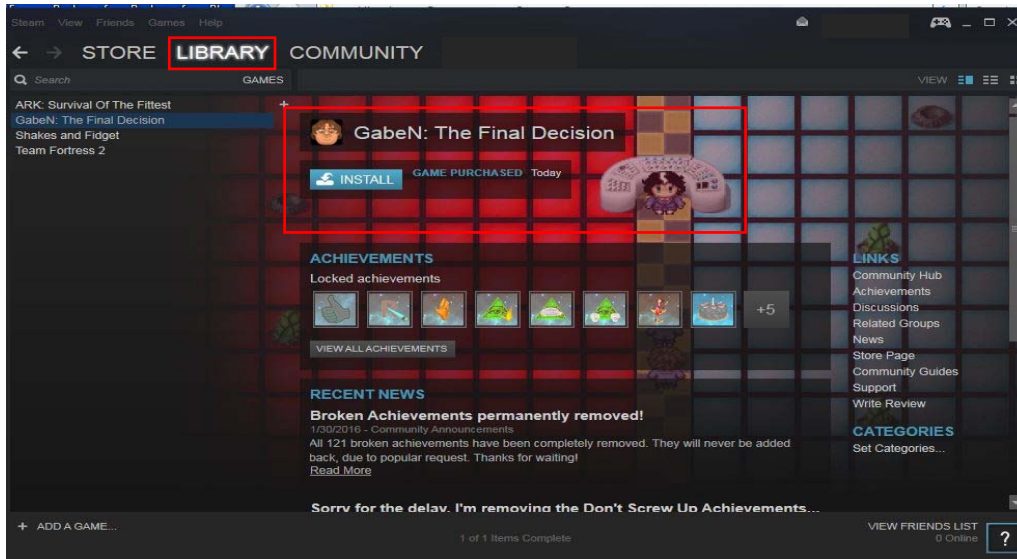 Steam View Friends Games Help
STORE LIBRARY COMMUNITY
Search GAMES
VIEW
ARK: Survival Of The Fittest
GabeN: The Final Decision
Shakes and Fidget
Team Fortress 2
GabeN: The Final Decision
INSTALL GAME PURCHASED Today
ACHIEVEMENTS
Locked achievements
+5
VIEW ALL ACHIEVEMENTS
RECENT NEWS
Broken Achievements permanently removed!
1/30/2016 - Community Announcements
All 121 broken achievements have been completely removed. They will never be added
back, due to popular request. Thanks for waiting!
Read More
Sorry for the delay, I'm removing the Don't Screw Up Achievements...
LINKS
Community Hub
Achievements
Discussions
Related Groups
News
Store Page
Community Guides
Support
Write Review
CATEGORIES
Set Categories...
+ ADD A GAME...
1 of 1 Items Complete
VIEW FRIENDS LIST
0 Online
?